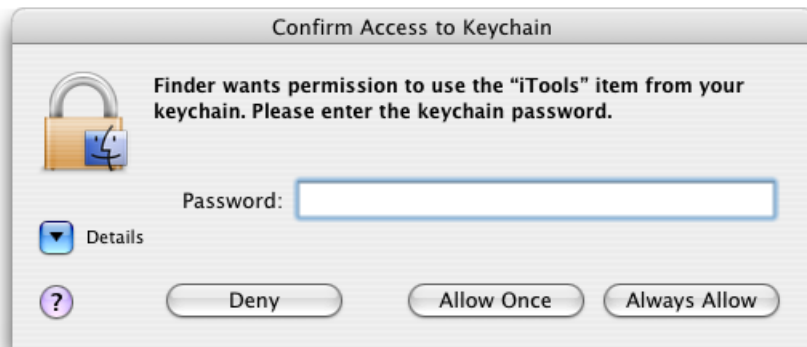 Confirm Access to Keychain
Finder wants permission to use the “iTools” item from your
keychain. Please enter the keychain password.
Password:
Details
?
Deny
Allow Once
Always Allow